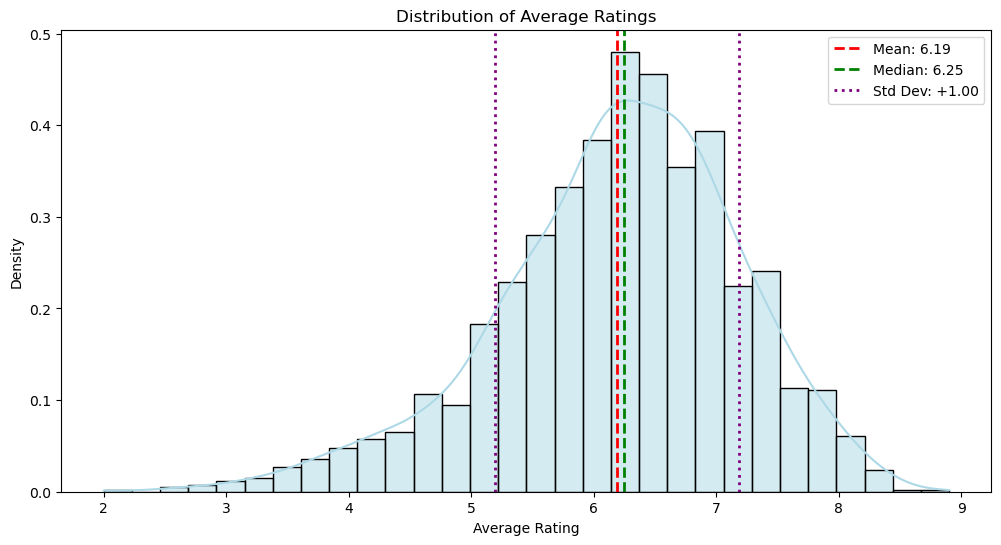 Distribution of Average Ratings
Mean: 6.19
Median: 6.25
Std Dev: +1.00
Density
0.5
0.4
0.3
0.2
0.1
0.0
2 3 4 5 6 7 8 9
Average Rating